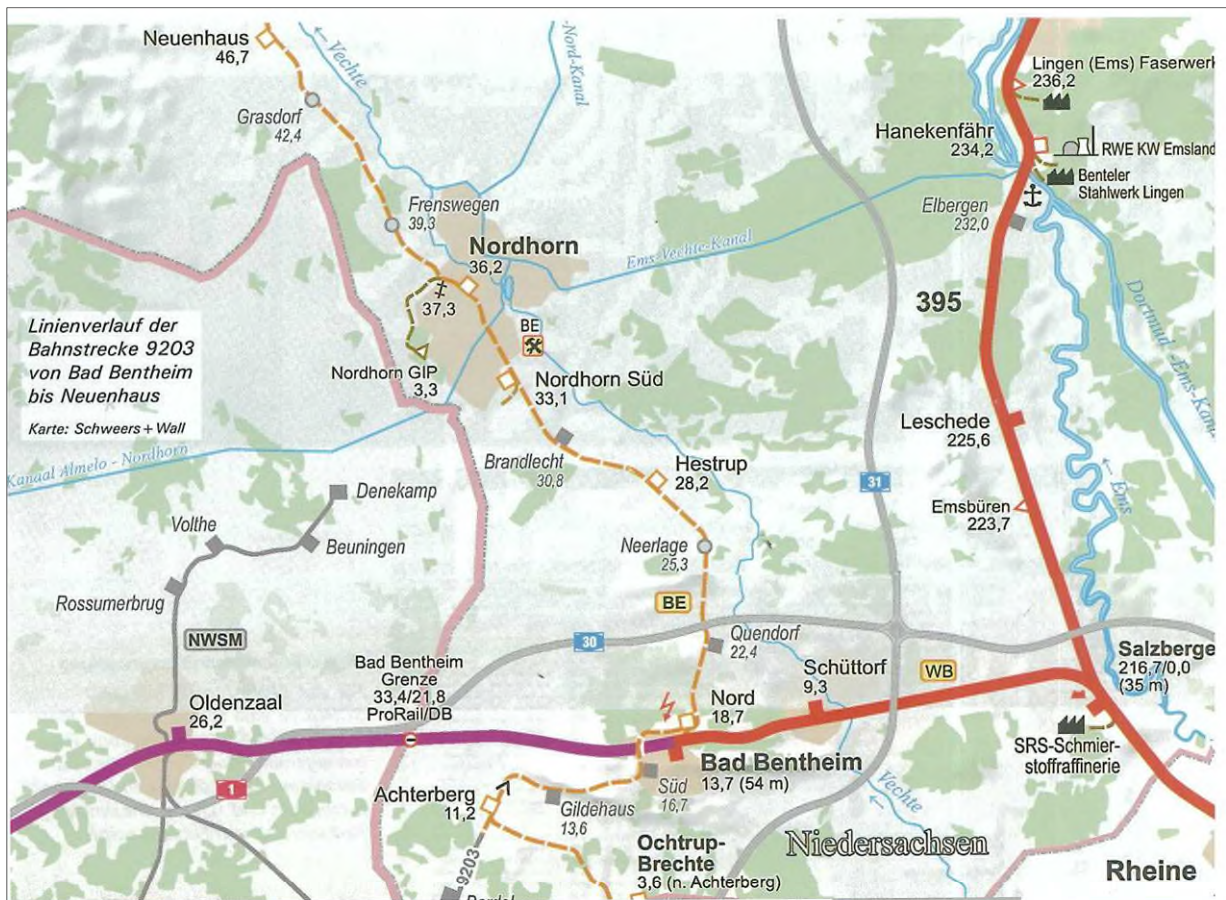 Neuenhaus
46,7
← Vechte
-Nord-Kanal
Lingen (Ems) Faserwerk
236,2
Grasdorf
42,4
Hanekenfähr
234,2
RWE KW Emsland
Benteler
Stahlwerk Lingen
Frenswegen
39,3
Elbergen
232,0
Nordhorn
36,2
Ems-Vechte-Kanal
37,3
395
Dortmund-Ems-Kana
Linienverlauf der
Bahnstrecke 9203
von Bad Bentheim
bis Neuenhaus
Karte: Schweers+Wall
BE
Nordhorn GIP
3,3
Nordhorn Süd
33,1
Leschede
225,6
Kanaal Almelo - Nordhorn
Brandlecht
30,8
Hestrup
28,2
31
← Ems
Denekamp
Emsbüren
223,7
Volthe
Beuningen
Neerlage
25,3
Rossumerbrug
BE
NWSM
30
Quendorf
22,4
Bad Bentheim
Grenze
33,4/21,8
ProRail/DB
Schüttorf
9,3
WB
Salzberge
216,7/0,0
(35 m)
Oldenzaal
26,2
Nord
18,7
SRS-Schmier-
stoffraffinerie
1
Bad Bentheim
13,7 (54 m)
Süd
16,7
Achterberg
11,2
Gildehaus
13,6
Vechte
←
Ochtrup-
Brechte
3,6 (n. Achterberg)
Niedersachsen
Rheine
9203